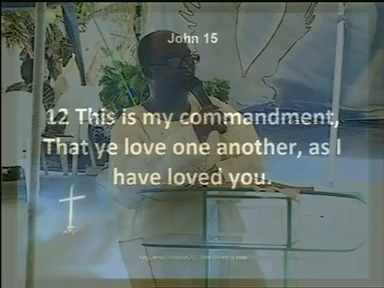 John 15
12 This is my commandment,
That ye love one another, as I
have loved you.